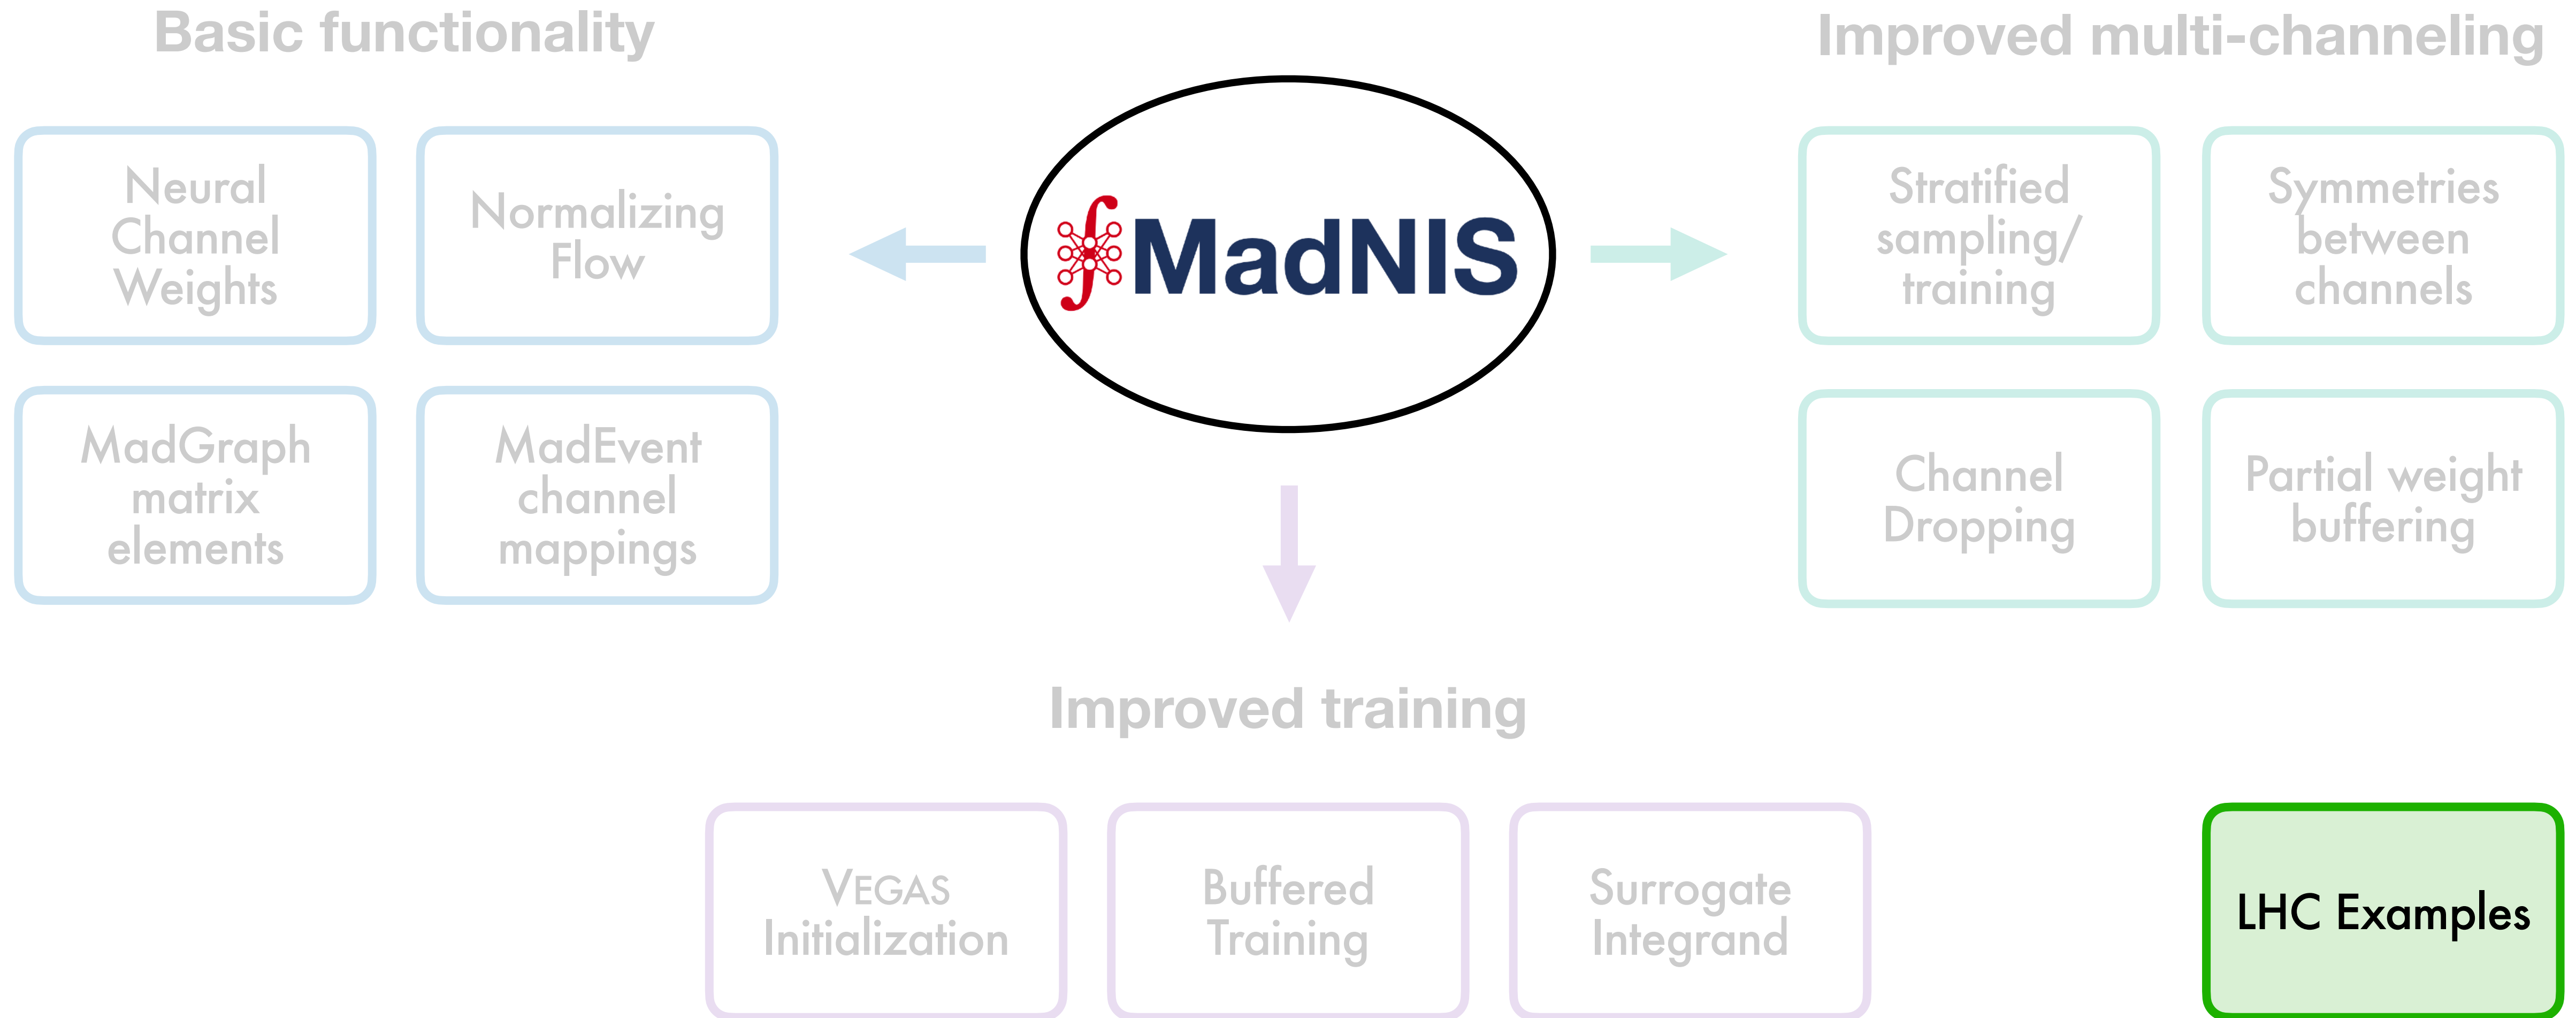 Basic functionality
Neural
Channel
Weights
Normalizing
Flow
MadGraph
matrix
elements
MadEvent
channel
mappings
MadNIS
Improved multi-channeling
Stratified
sampling/
training
Symmetries
between
channels
Channel
Dropping
Partial weight
buffering
Improved training
VEGAS
Initialization
Buffered
Training
Surrogate
Integrand
LHC Examples